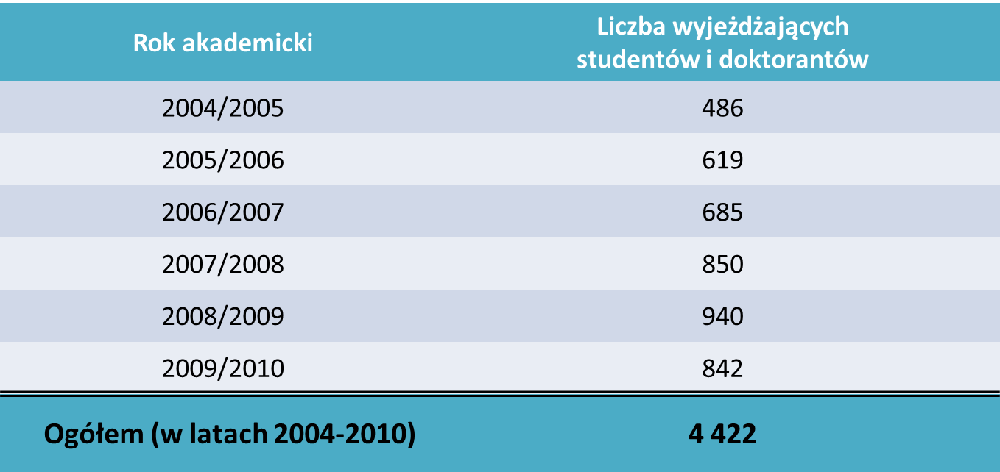 Rok akademicki
Liczba wyjeżdżających
studentów i doktorantów
2004/2005 486
2005/2006 619
2006/2007 685
2007/2008 850
2008/2009 940
2009/2010 842
Ogółem (w latach 2004-2010) 4 422